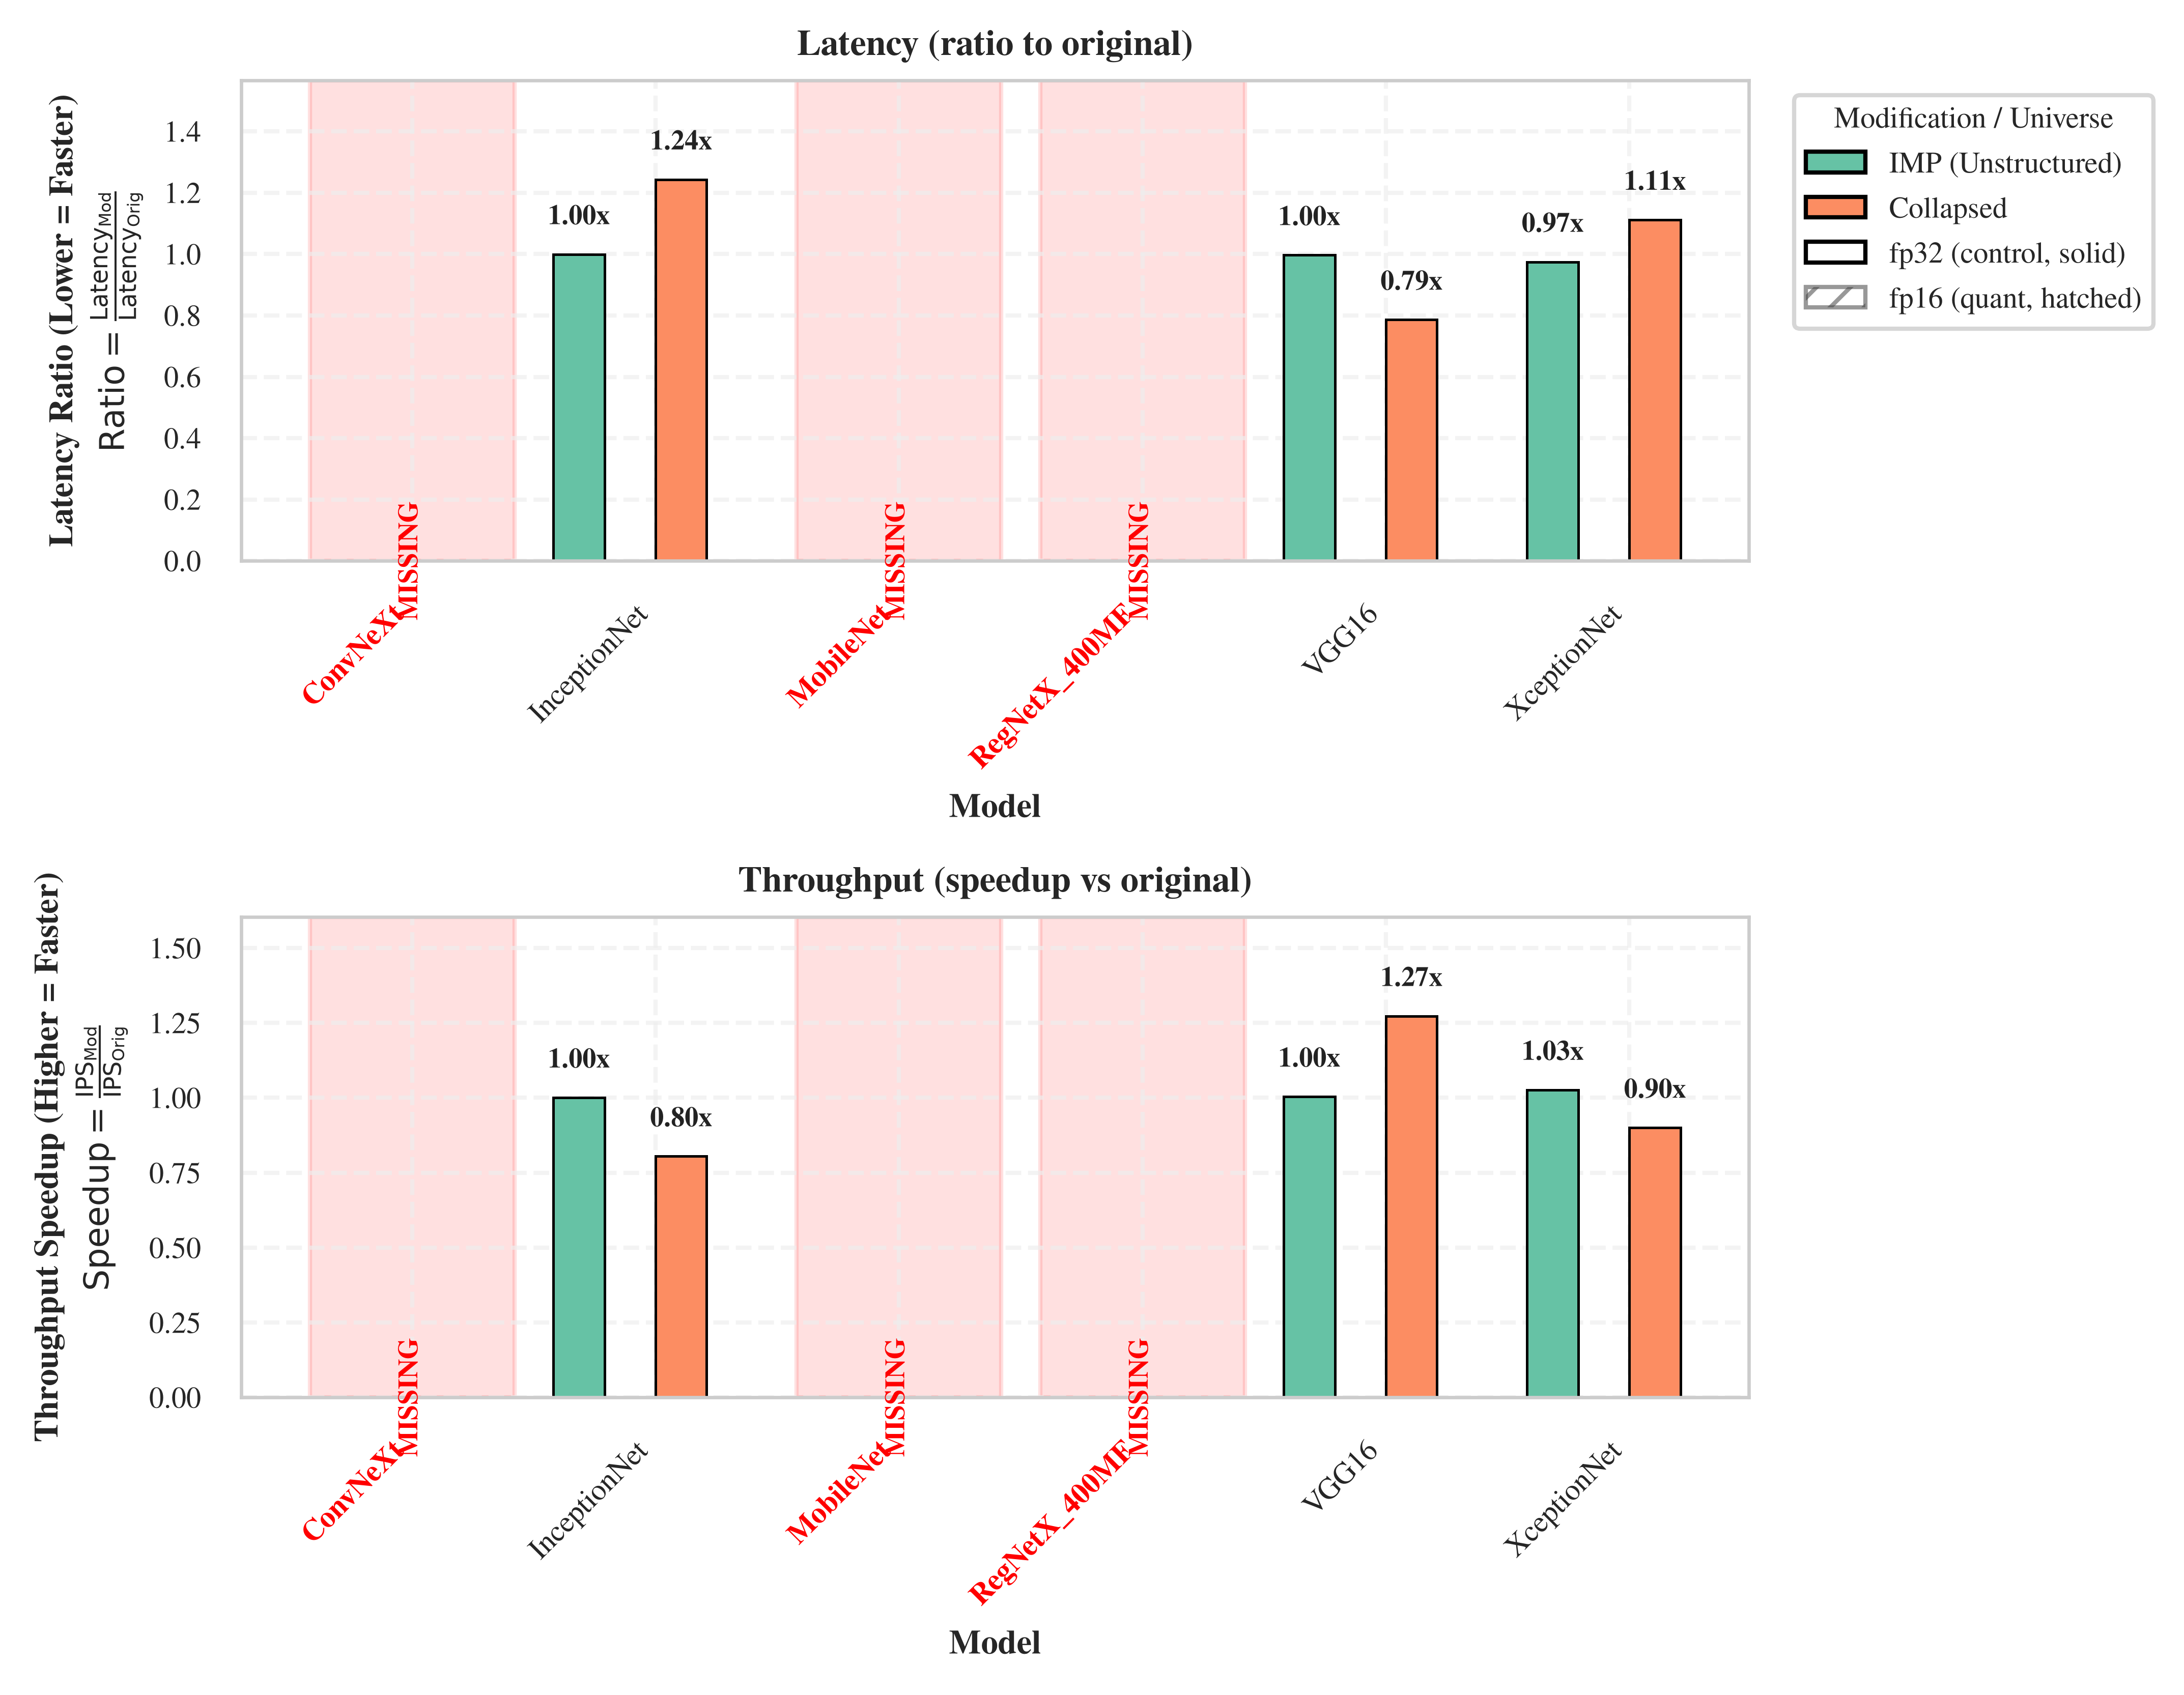 Latency (ratio to original)
Latency Ratio (Lower = Faster)
Ratio = Latency_Mod / Latency_Orig
1.4
1.2
1.0
0.8
0.6
0.4
0.2
0.0
1.00x
1.24x
1.00x
0.79x
0.97x
1.11x
MISSING
MISSING
MISSING
ConvNeXt
InceptionNet
MobileNet
RegNetX_400MF
VGG16
XceptionNet
Model
Modification / Universe
IMP (Unstructured)
Collapsed
fp32 (control, solid)
fp16 (quant, hatched)
Throughput (speedup vs original)
Throughput Speedup (Higher = Faster)
Speedup = IPS_Mod / IPS_Orig
1.50
1.25
1.00
0.75
0.50
0.25
0.00
1.00x
0.80x
1.00x
1.27x
1.03x
0.90x
MISSING
MISSING
MISSING
ConvNeXt
InceptionNet
MobileNet
RegNetX_400MF
VGG16
XceptionNet
Model